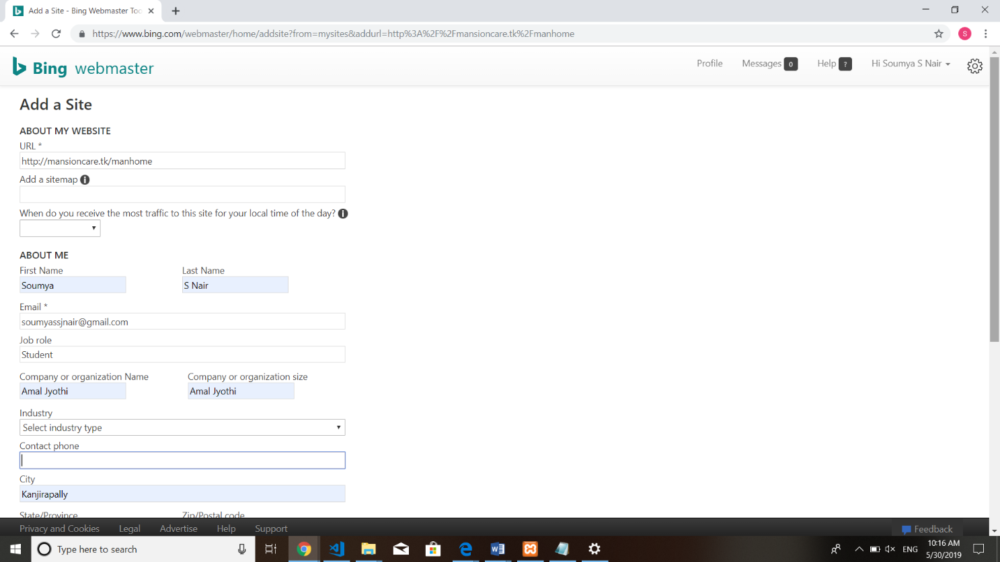 Add a Site - Bing Webmaster Too
https://www.bing.com/webmaster/home/addsite?from=mysites&addurl=http%3A%2F%2Fmansioncare.tk%2Fmanhome
S
Bing webmaster
Profile Messages 0 Help ? Hi Soumya S Nair
Add a Site
ABOUT MY WEBSITE
URL *
http://mansioncare.tk/manhome
Add a sitemap
When do you receive the most traffic to this site for your local time of the day?
ABOUT ME
First Name Last Name
Soumya S Nair
Email *
soumyassjnair@gmail.com
Job role
Student
Company or organization Name Company or organization size
Amal Jyothi Amal Jyothi
Industry
Select industry type
Contact phone
City
Kanjirapally
State/Province Zip/Postal code
Privacy and Cookies Legal Advertise Help Support Feedback
Type here to search
ENG
10:16 AM
5/30/2019